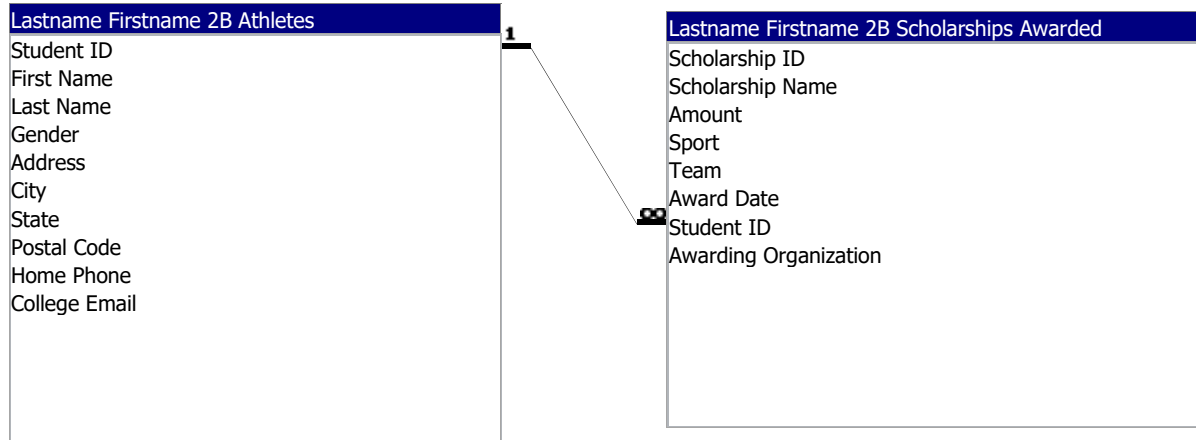 Lastname Firstname 2B Athletes
Student ID
First Name
Last Name
Gender
Address
City
State
Postal Code
Home Phone
College Email
1
∞
Lastname Firstname 2B Scholarships Awarded
Scholarship ID
Scholarship Name
Amount
Sport
Team
Award Date
Student ID
Awarding Organization